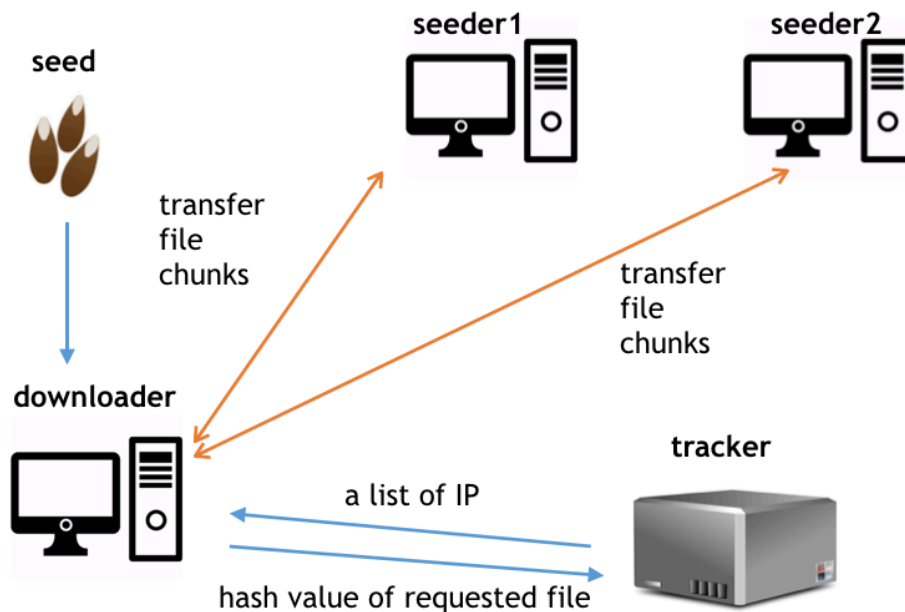 seeder1
seeder2
seed
transfer
file
chunks
transfer
file
chunks
downloader
tracker
a list of IP
hash value of requested file